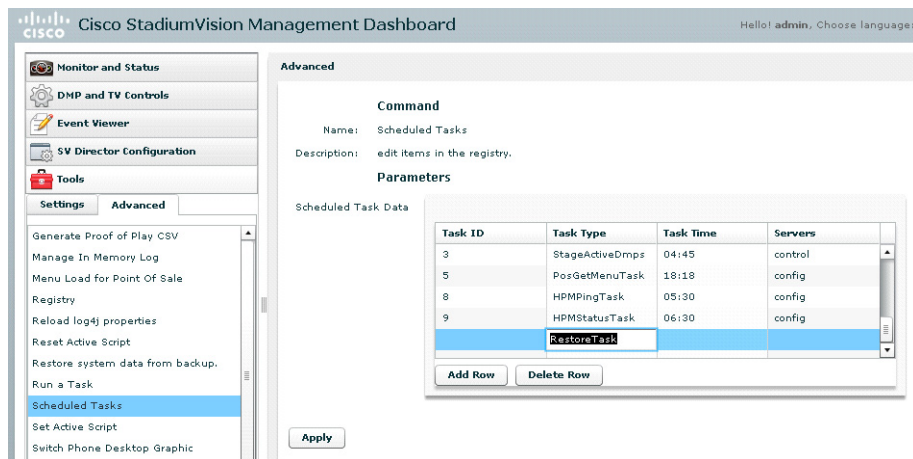 CISCO Cisco StadiumVision Management Dashboard
Hello! admin, Choose language:
Monitor and Status
DMP and TV Controls
Event Viewer
SV Director Configuration
Tools
Settings Advanced
Generate Proof of Play CSV
Manage In Memory Log
Menu Load for Point Of Sale
Registry
Reload log4j properties
Reset Active Script
Restore system data from backup.
Run a Task
Scheduled Tasks
Set Active Script
Switch Phone Desktop Graphic
Advanced
Command
Name: Scheduled Tasks
Description: edit items in the registry.
Parameters
Scheduled Task Data
Task ID Task Type Task Time Servers
3 StageActiveDmps 04:45 control
5 PosGetMenuTask 18:18 config
8 HPMPingTask 05:30 config
9 HPMStatusTask 06:30 config
RestoreTask
Add Row Delete Row
Apply